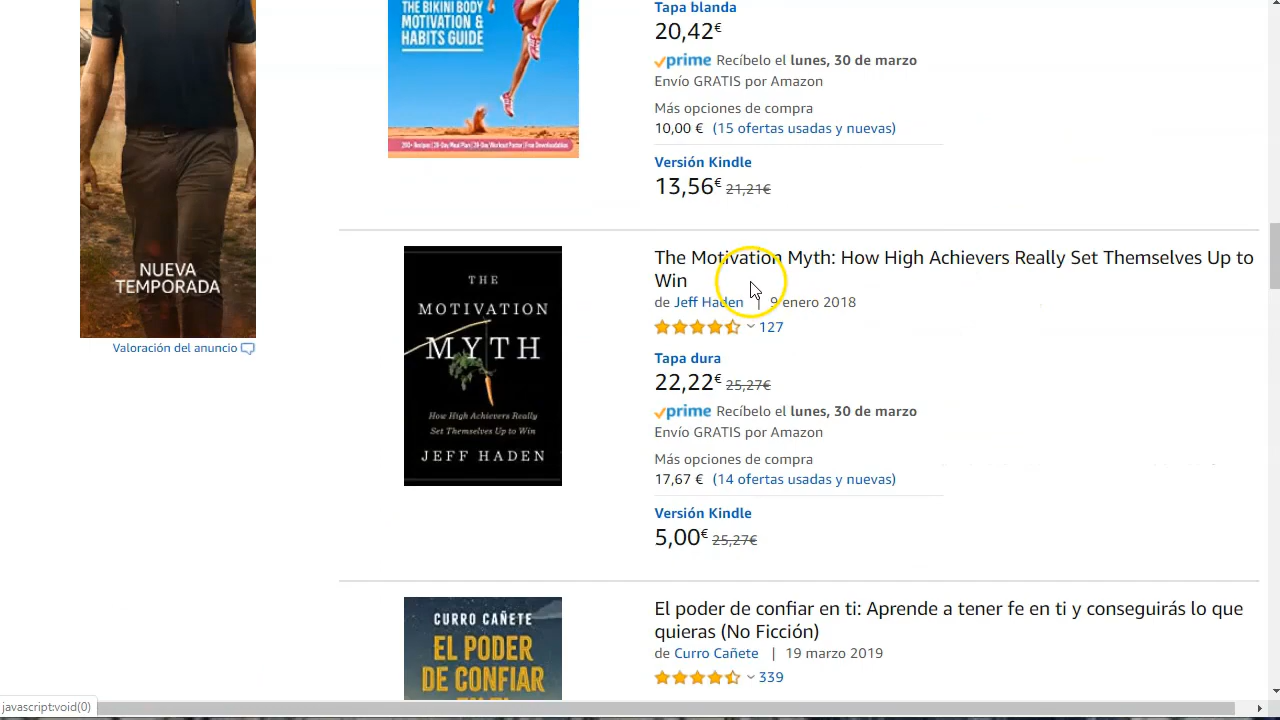 NUEVA
TEMPORADA
Valoración del anuncio
THE BIKINI BODY
MOTIVATION &
HABITS GUIDE
Tapa blanda
20,42€
prime Recíbelo el lunes, 30 de marzo
Envío GRATIS por Amazon
Más opciones de compra
10,00 € (15 ofertas usadas y nuevas)
Versión Kindle
13,56€ 21,21€
THE
MOTIVATION
MYTH
How High Achievers Really
Set Themselves Up to Win
JEFF HADEN
The Motivation Myth: How High Achievers Really Set Themselves Up to
Win
de Jeff Haden | 9 enero 2018
127
Tapa dura
22,22€ 25,27€
prime Recíbelo el lunes, 30 de marzo
Envío GRATIS por Amazon
Más opciones de compra
17,67 € (14 ofertas usadas y nuevas)
Versión Kindle
5,00€ 25,27€
CURRO CAÑETE
EL PODER
DE CONFIAR
El poder de confiar en ti: Aprende a tener fe en ti y conseguirás lo que
quieras (No Ficción)
de Curro Cañete | 19 marzo 2019
339
javascript:void(0)